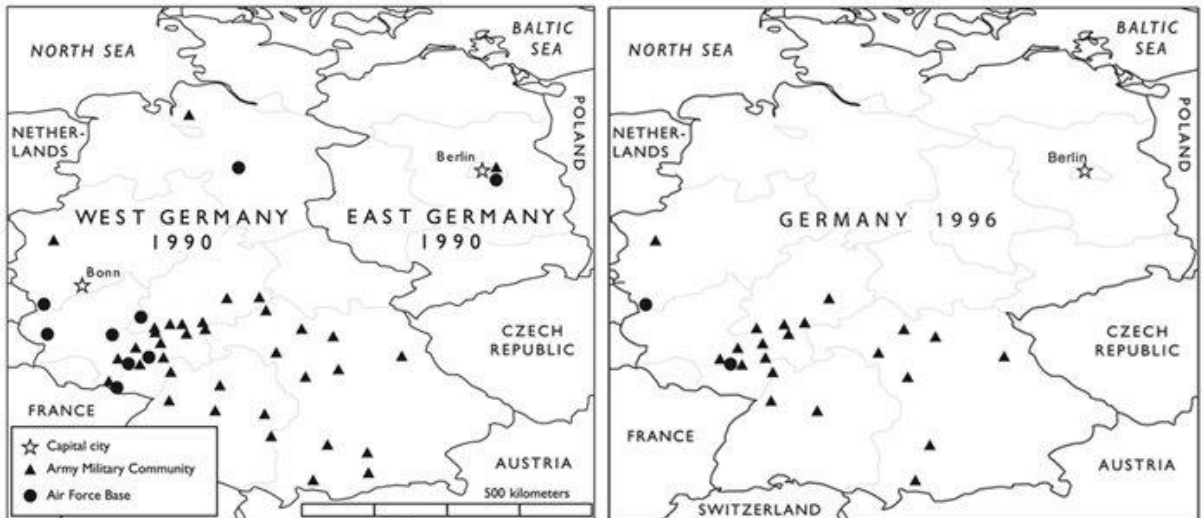 NORTH SEA
BALTIC
SEA
NETHER-
LANDS
POLAND
Berlin
WEST GERMANY
1990
EAST GERMANY
1990
Bonn
CZECH
REPUBLIC
FRANCE
Capital city
Army Military Community
Air Force Base
AUSTRIA
500 kilometers
NORTH SEA
BALTIC
SEA
NETHER-
LANDS
POLAND
Berlin
GERMANY 1996
CZECH
REPUBLIC
FRANCE
AUSTRIA
SWITZERLAND